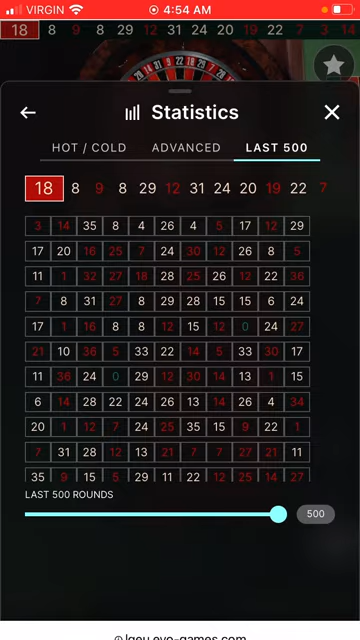 VIRGIN 4:54 AM
18 8 9 8 29 12 31 24 20 19 22 7 3 14
Statistics
HOT / COLD ADVANCED LAST 500
18 8 9 8 29 12 31 24 20 19 22 7
3 14 35 8 4 26 4 5 17 12 29
17 20 16 25 7 24 30 12 26 8 5
11 1 32 27 18 28 25 26 12 22 36
7 8 31 27 8 29 28 15 15 6 24
17 1 16 8 8 12 15 12 0 24 27
21 10 36 5 33 22 14 5 33 30 17
11 36 24 0 29 12 30 14 13 1 15
6 14 28 22 24 26 13 14 26 4 34
20 1 12 7 24 25 35 15 9 22 1
7 31 28 12 13 21 7 7 27 21 11
35 9 15 5 29 11 22 24 25 14 27
LAST 500 ROUNDS
500
lgeu.evo-games.com